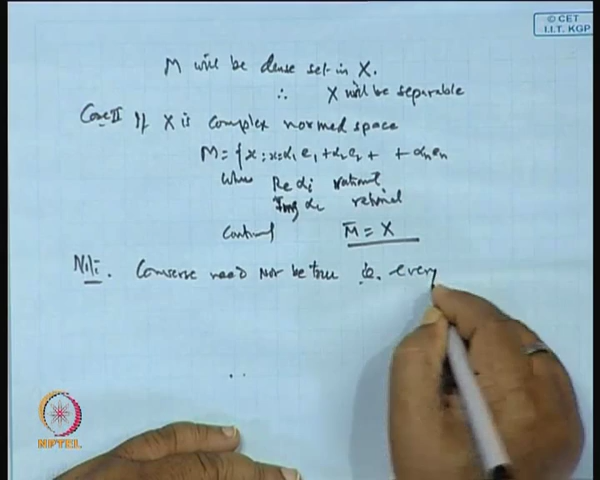 © CET
I.I.T. KGP
M will be dense set in X.
∴ X will be separable
Case II If X is complex normed space
M = {x : x = α1 e1 + α2 e2 + + αn en
Where Re αi rational
Img αi rational
M̄ = X
Note: Converse need not be true ie. every
NPTEL